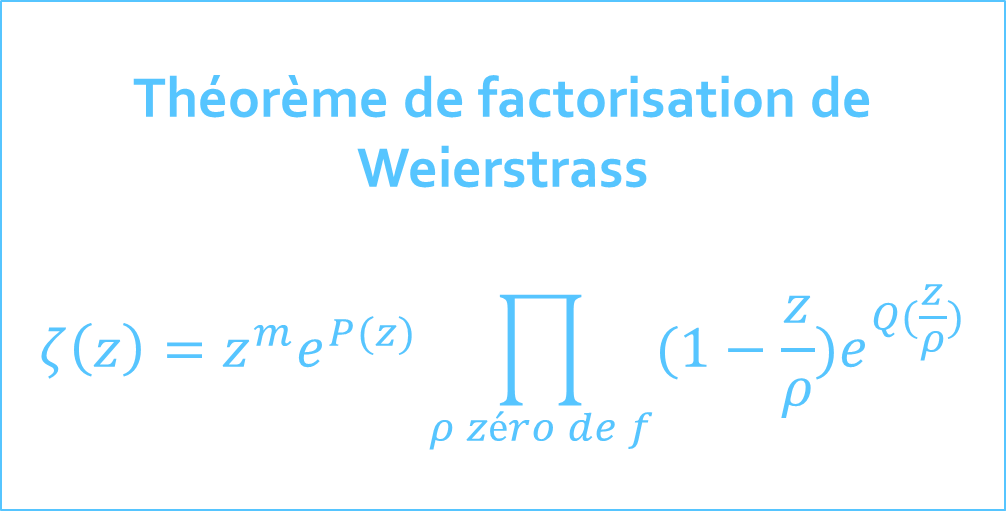 Théorème de factorisation de
Weierstrass
ζ(z) = z^m e^{P(z)} ∏_{ρ zéro de f} (1 − z/ρ)e^{Q(z/ρ)}